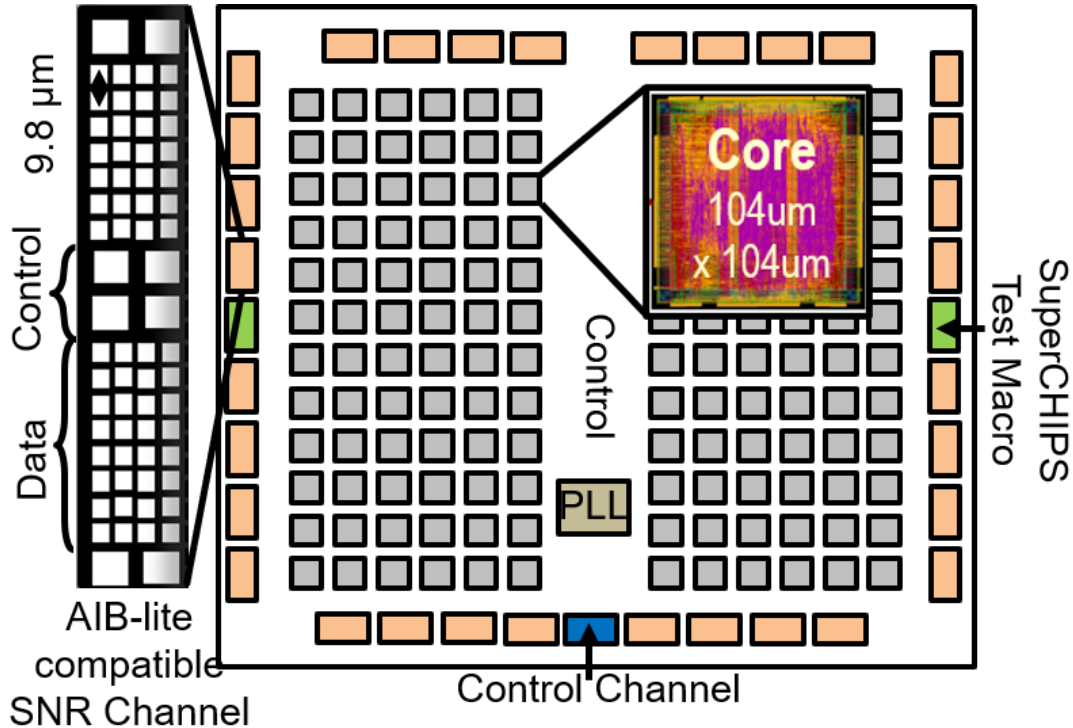 9.8 µm
Control
Data
AIB-lite
compatible
SNR Channel
Core
104um
x 104um
Control
PLL
Control Channel
SuperCHIPS
Test Macro